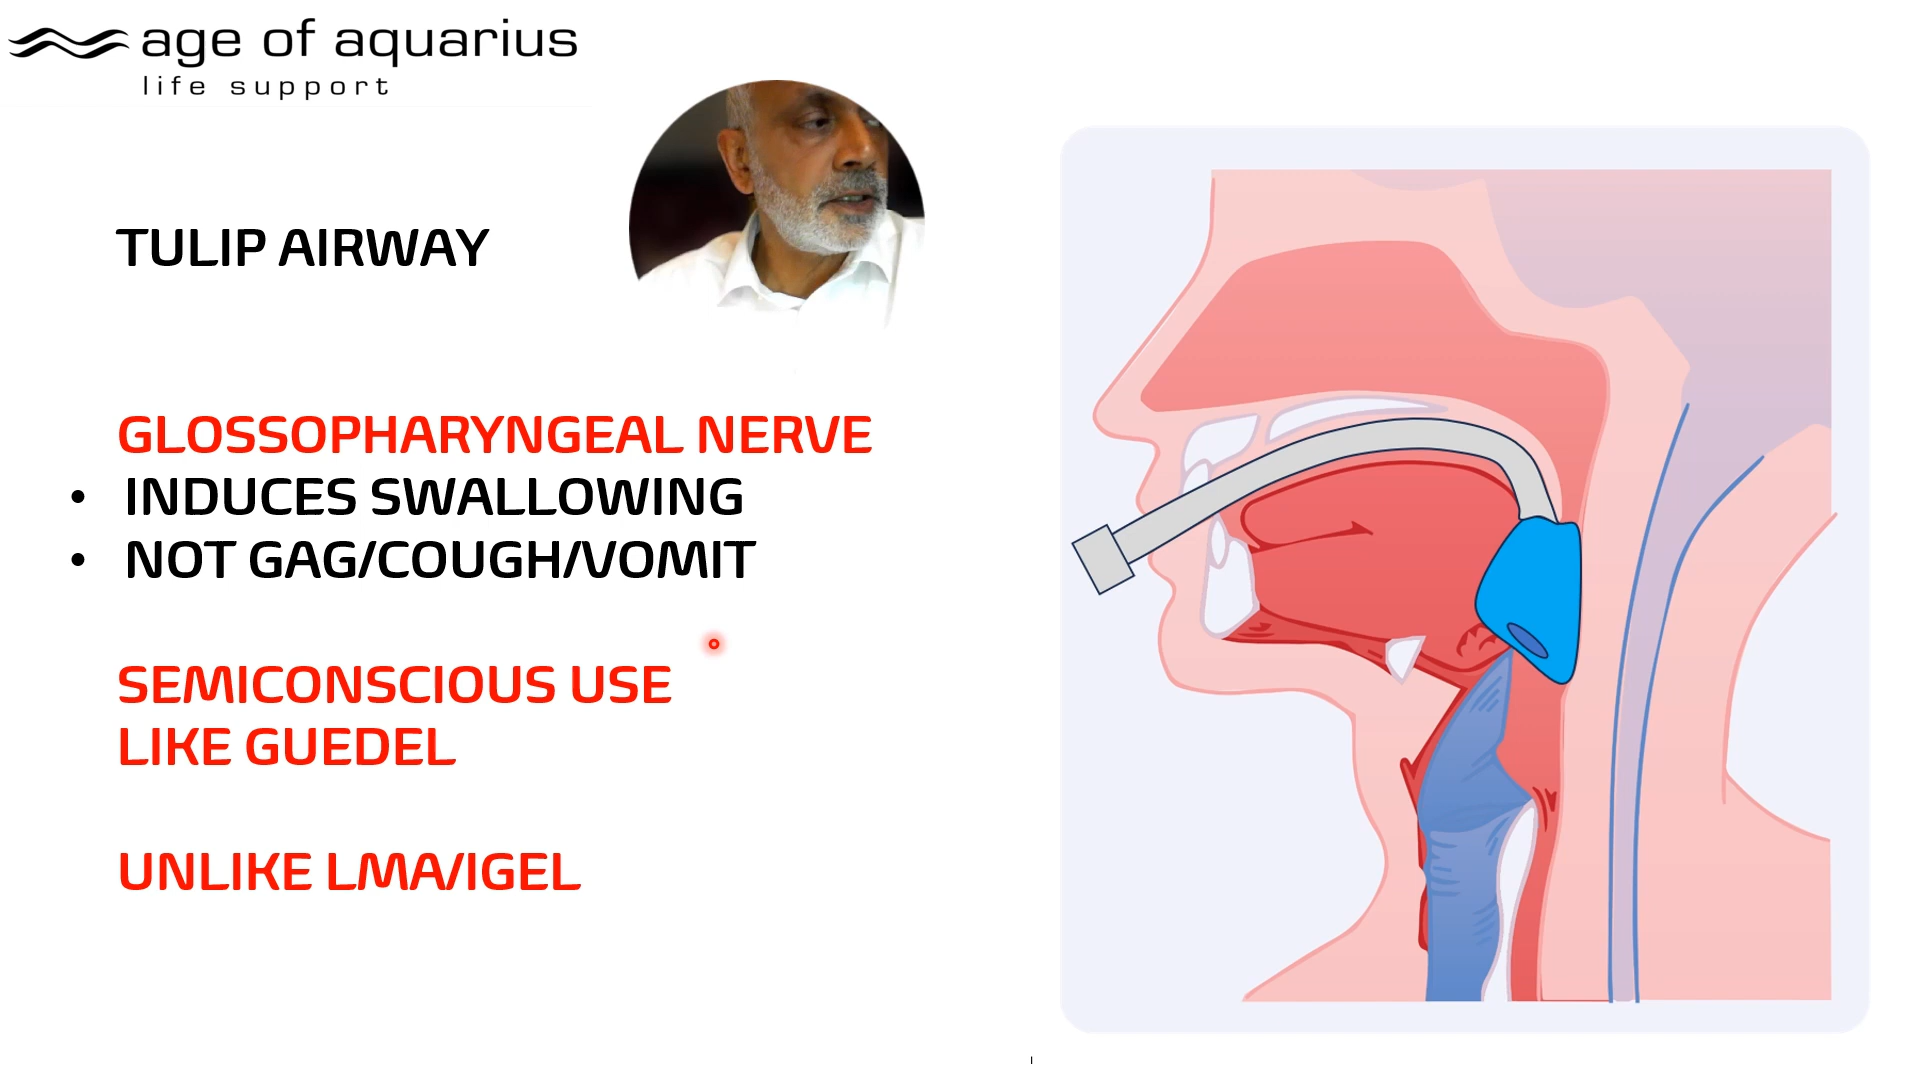 age of aquarius
life support
TULIP AIRWAY
GLOSSOPHARYNGEAL NERVE
• INDUCES SWALLOWING
• NOT GAG/COUGH/VOMIT
SEMICONSCIOUS USE
LIKE GUEDEL
UNLIKE LMA/IGEL